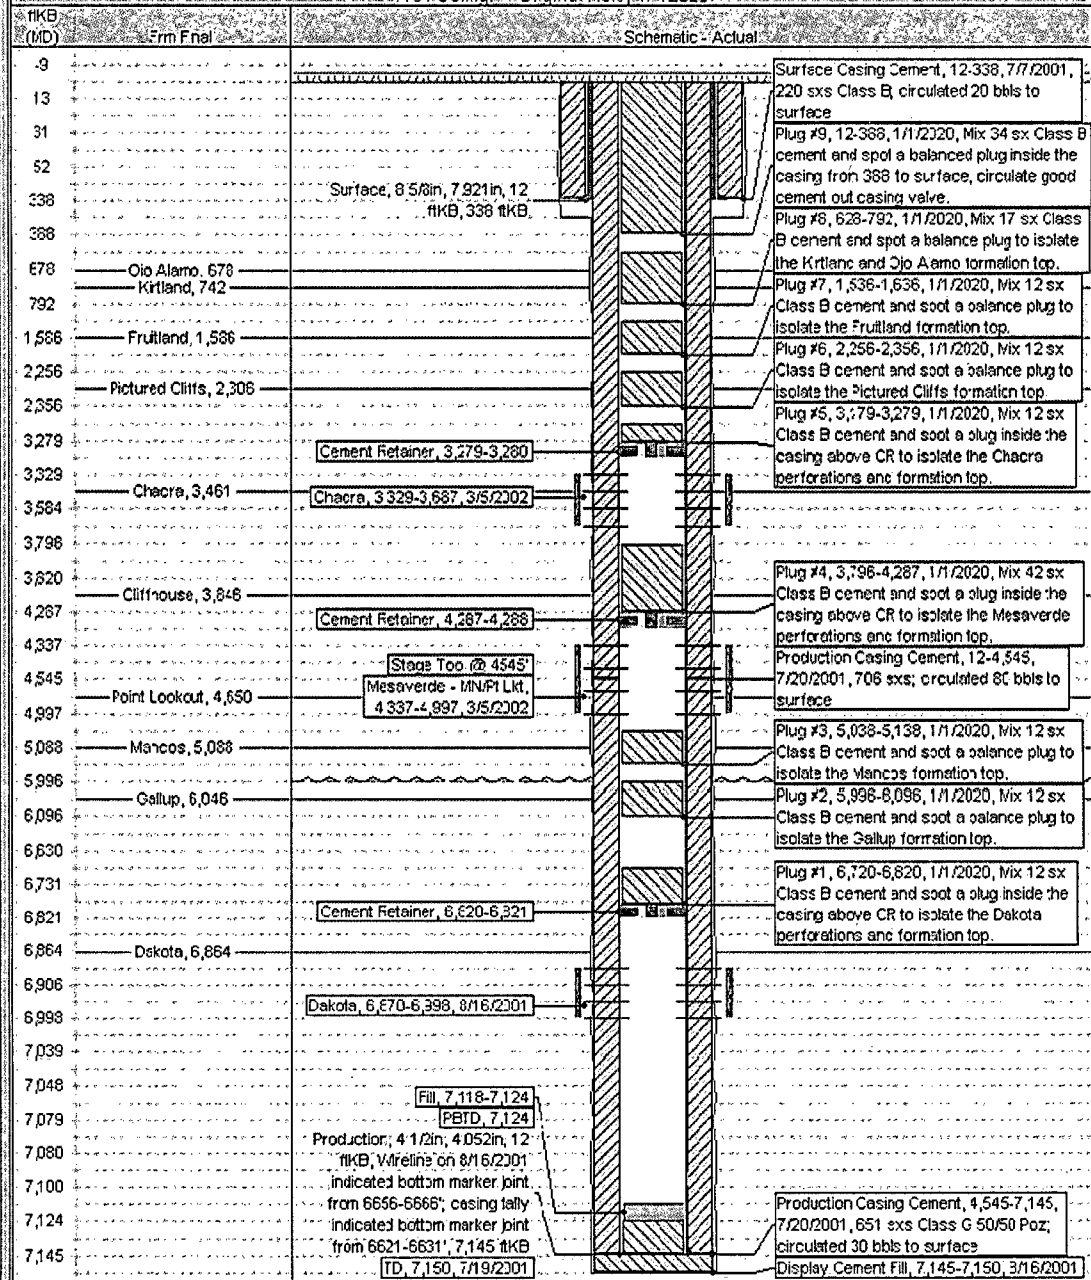 ftKB
(MD)
Frm Final
Schematic - Actual
-9
13
31
52
338
388
678
792
1,586
2,256
2,356
3,279
3,329
3,584
3,796
3,820
4,287
4,337
4,545
4,997
5,088
5,996
6,096
6,630
6,731
6,821
6,864
6,906
6,998
7,039
7,048
7,079
7,080
7,100
7,124
7,145
Ojo Alamo, 678
Kirtland, 742
Fruitland, 1,586
Pictured Cliffs, 2,306
Chacra, 3,461
Cliffhouse, 3,846
Point Lookout, 4,650
Mancos, 5,088
Gallup, 6,046
Dakota, 6,864
Surface, 8 5/8in, 7.921in, 12
ftKB, 338 ftKB
Cement Retainer, 3,279-3,280
Chacra, 3,329-3,687, 3/5/2002
Cement Retainer, 4,287-4,288
Stage Tool @ 4545'
Mesaverde - MN/Pt Lkt,
4,337-4,997, 3/5/2002
Cement Retainer, 6,820-6,821
Dakota, 6,870-6,998, 8/16/2001
Fill, 7,118-7,124
PBTD, 7,124
Production, 4 1/2in, 4.052in, 12
ftKB, Wireline on 8/16/2001
indicated bottom marker joint
from 6656-6666'; casing tally
indicated bottom marker joint
from 6621-6631', 7,145 ftKB
TD, 7,150, 7/19/2001
Surface Casing Cement, 12-338, 7/7/2001,
220 sxs Class B; circulated 20 bbls to
surface
Plug #9, 12-388, 1/1/2020, Mix 34 sx Class B
cement and spot a balanced plug inside the
casing from 388 to surface, circulate good
cement out casing valve.
Plug #8, 628-792, 1/1/2020, Mix 17 sx Class
B cement and spot a balance plug to isolate
the Kirtland and Ojo Alamo formation top.
Plug #7, 1,536-1,636, 1/1/2020, Mix 12 sx
Class B cement and spot a balance plug to
isolate the Fruitland formation top.
Plug #6, 2,256-2,356, 1/1/2020, Mix 12 sx
Class B cement and spot a balance plug to
isolate the Pictured Cliffs formation top
Plug #5, 3,179-3,279, 1/1/2020, Mix 12 sx
Class B cement and spot a plug inside the
casing above CR to isolate the Chacra
perforations and formation top.
Plug #4, 3,796-4,287, 1/1/2020, Mix 42 sx
Class B cement and spot a plug inside the
casing above CR to isolate the Mesaverde
perforations and formation top.
Production Casing Cement, 12-4,545,
7/20/2001, 706 sxs; circulated 80 bbls to
surface
Plug #3, 5,038-5,138, 1/1/2020, Mix 12 sx
Class B cement and spot a balance plug to
isolate the Mancos formation top.
Plug #2, 5,996-6,096, 1/1/2020, Mix 12 sx
Class B cement and spot a balance plug to
isolate the Gallup formation top.
Plug #1, 6,720-6,820, 1/1/2020, Mix 12 sx
Class B cement and spot a plug inside the
casing above CR to isolate the Dakota
perforations and formation top.
Production Casing Cement, 4,545-7,145,
7/20/2001, 651 sxs Class G 50/50 Poz;
circulated 30 bbls to surface
Display Cement Fill, 7,145-7,150, 8/16/2001